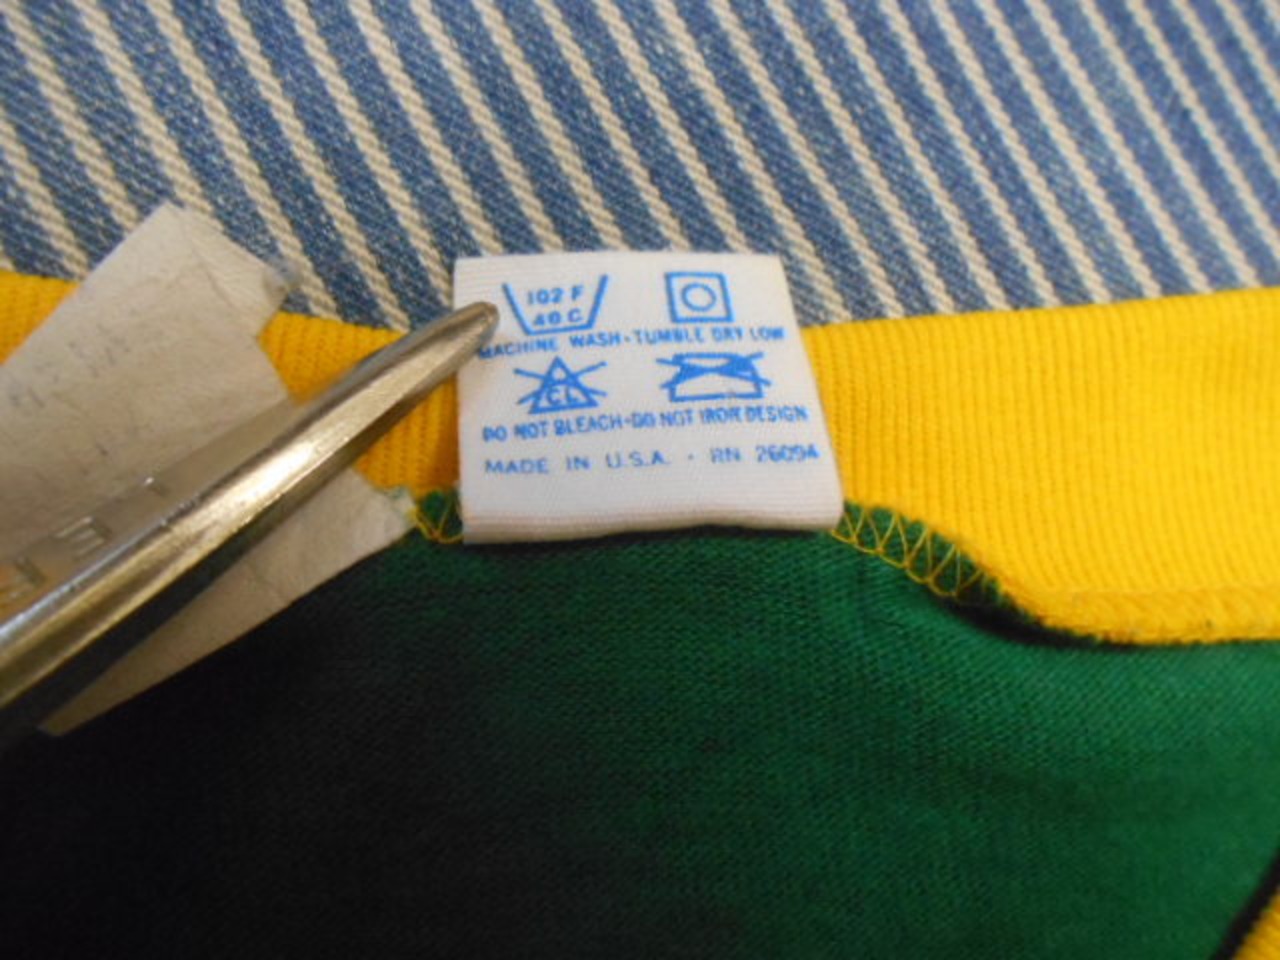 102 F
40 C
MACHINE WASH-TUMBLE DRY LOW
CL
DO NOT BLEACH-DO NOT IRON DESIGN
MADE IN U.S.A. - RN 26094